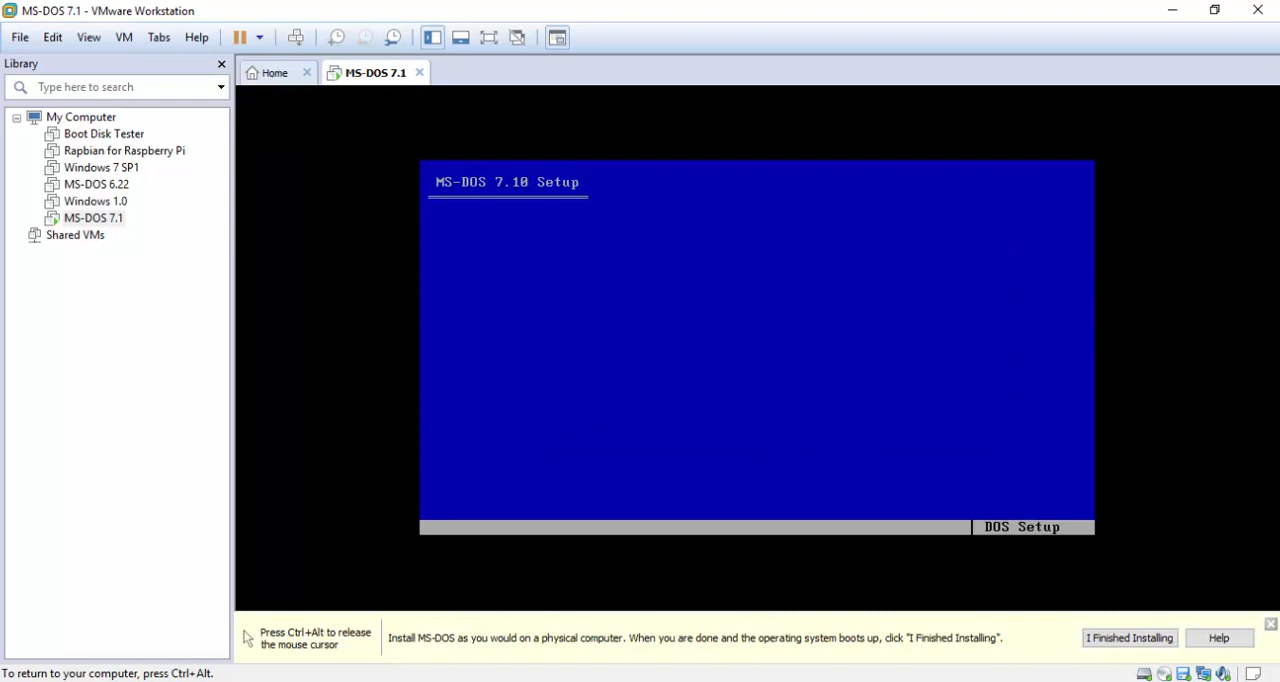 MS-DOS 7.1 - VMware Workstation
File Edit View VM Tabs Help
Library
Type here to search
Home
MS-DOS 7.1
My Computer
Boot Disk Tester
Rapbian for Raspberry Pi
Windows 7 SP1
MS-DOS 6.22
Windows 1.0
MS-DOS 7.1
Shared VMs
MS-DOS 7.10 Setup
DOS Setup
Press Ctrl+Alt to release
the mouse cursor
Install MS-DOS as you would on a physical computer. When you are done and the operating system boots up, click "I Finished Installing".
I Finished Installing
Help
To return to your computer, press Ctrl+Alt.